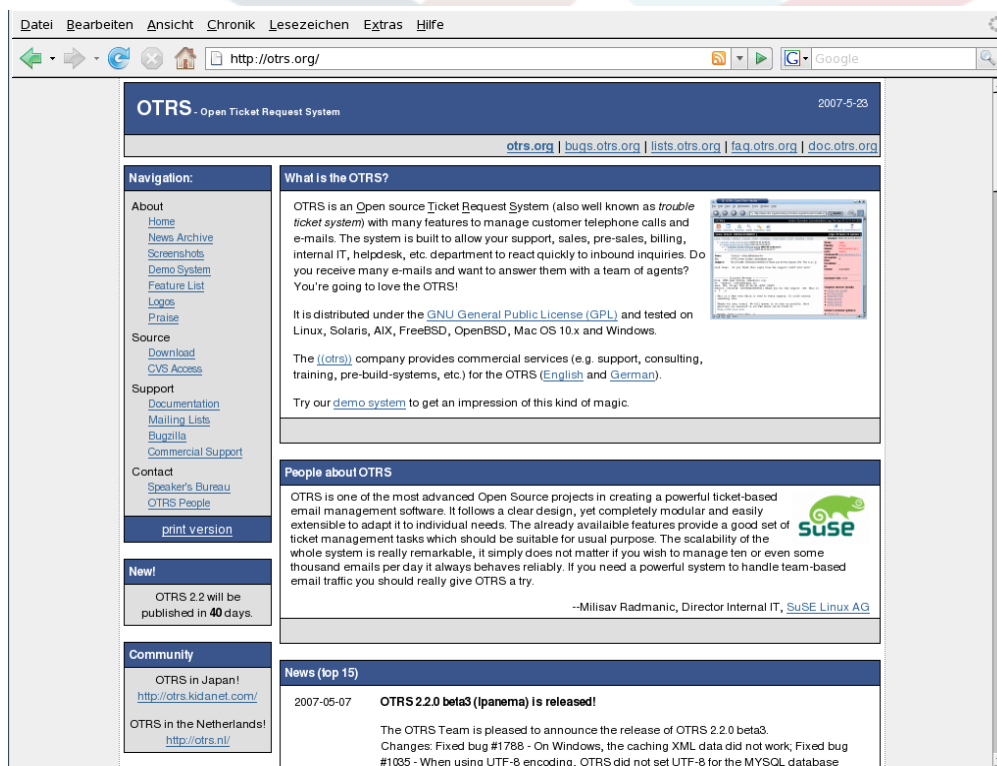 Datei Bearbeiten Ansicht Chronik Lesezeichen Extras Hilfe
http://otrs.org/
G
Google
OTRS - Open Ticket Request System
2007-5-23
otrs.org | bugs.otrs.org | lists.otrs.org | faq.otrs.org | doc.otrs.org
Navigation:
About
Home
News Archive
Screenshots
Demo System
Feature List
Logos
Praise
Source
Download
CVS Access
Support
Documentation
Mailing Lists
Bugzilla
Commercial Support
Contact
Speaker's Bureau
OTRS People
print version
New!
OTRS 2.2 will be
published in 40 days.
Community
OTRS in Japan!
http://otrs.kidanet.com/
OTRS in the Netherlands!
http://otrs.nl/
What is the OTRS?
OTRS is an Open source Ticket Request System (also well known as trouble
ticket system) with many features to manage customer telephone calls and
e-mails. The system is built to allow your support, sales, pre-sales, billing,
internal IT, helpdesk, etc. department to react quickly to inbound inquiries. Do
you receive many e-mails and want to answer them with a team of agents?
You're going to love the OTRS!
It is distributed under the GNU General Public License (GPL) and tested on
Linux, Solaris, AIX, FreeBSD, OpenBSD, Mac OS 10.x and Windows.
The ((otrs)) company provides commercial services (e.g. support, consulting,
training, pre-build-systems, etc.) for the OTRS (English and German).
Try our demo system to get an impression of this kind of magic.
People about OTRS
OTRS is one of the most advanced Open Source projects in creating a powerful ticket-based
email management software. It follows a clear design, yet completely modular and easily
extensible to adapt it to individual needs. The already availaible features provide a good set of
ticket management tasks which should be suitable for usual purpose. The scalability of the
whole system is really remarkable, it simply does not matter if you wish to manage ten or even some
thousand emails per day it always behaves reliably. If you need a powerful system to handle team-based
email traffic you should really give OTRS a try.
SUSE
--Milisav Radmanic, Director Internal IT, SuSE Linux AG
News (top 15)
2007-05-07 OTRS 2.2.0 beta3 (Ipanema) is released!
The OTRS Team is pleased to announce the release of OTRS 2.2.0 beta3.
Changes: Fixed bug #1788 - On Windows, the caching XML data did not work; Fixed bug
#1035 - When using UTF-8 encoding, OTRS did not set UTF-8 for the MYSQL database